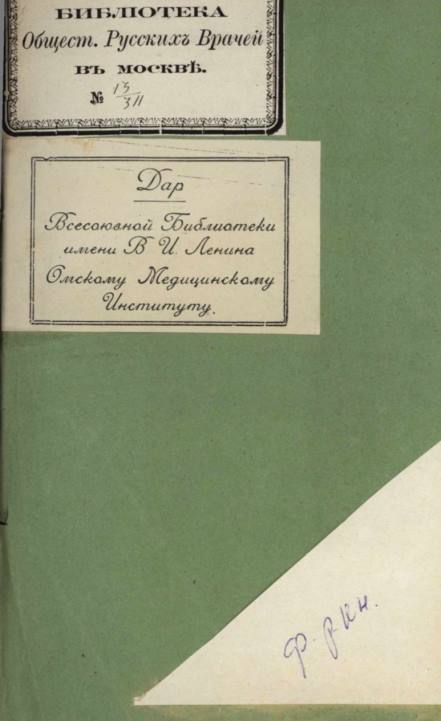 БИБЛІОТЕКА
Общест. Русскихъ Врачей
въ москвѣ.
№ 13/311
Дар
Всесоюзной Библиотеки
имени В И. Ленина
Омскому Медицинскому
Институту.
Ф. ркн.